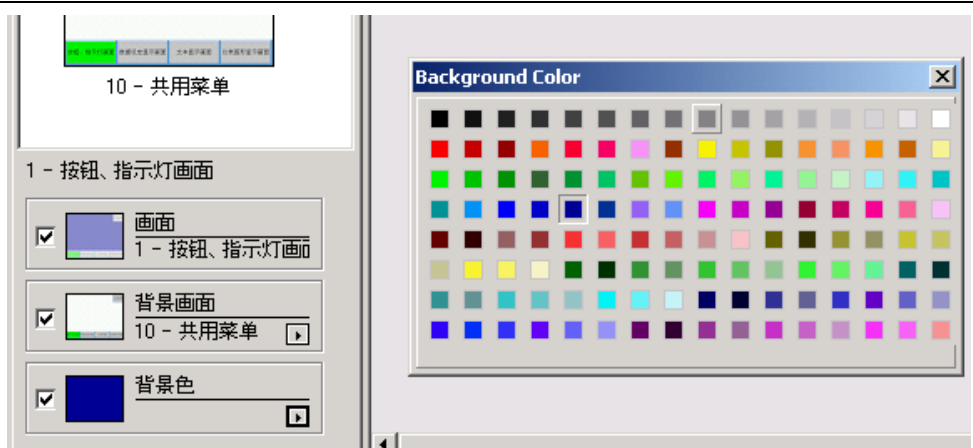 10 - 共用菜单
1 - 按钮、指示灯画面
画面
1 - 按钮、指示灯画面
背景画面
10 - 共用菜单
背景色
Background Color